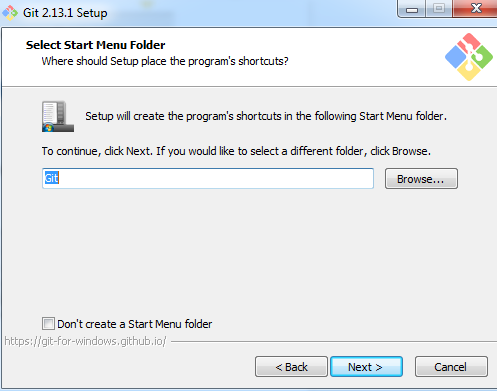 Git 2.13.1 Setup
Select Start Menu Folder
Where should Setup place the program's shortcuts?
Setup will create the program's shortcuts in the following Start Menu folder.
To continue, click Next. If you would like to select a different folder, click Browse.
Git
Browse...
Don't create a Start Menu folder
https://git-for-windows.github.io/
< Back
Next >
Cancel